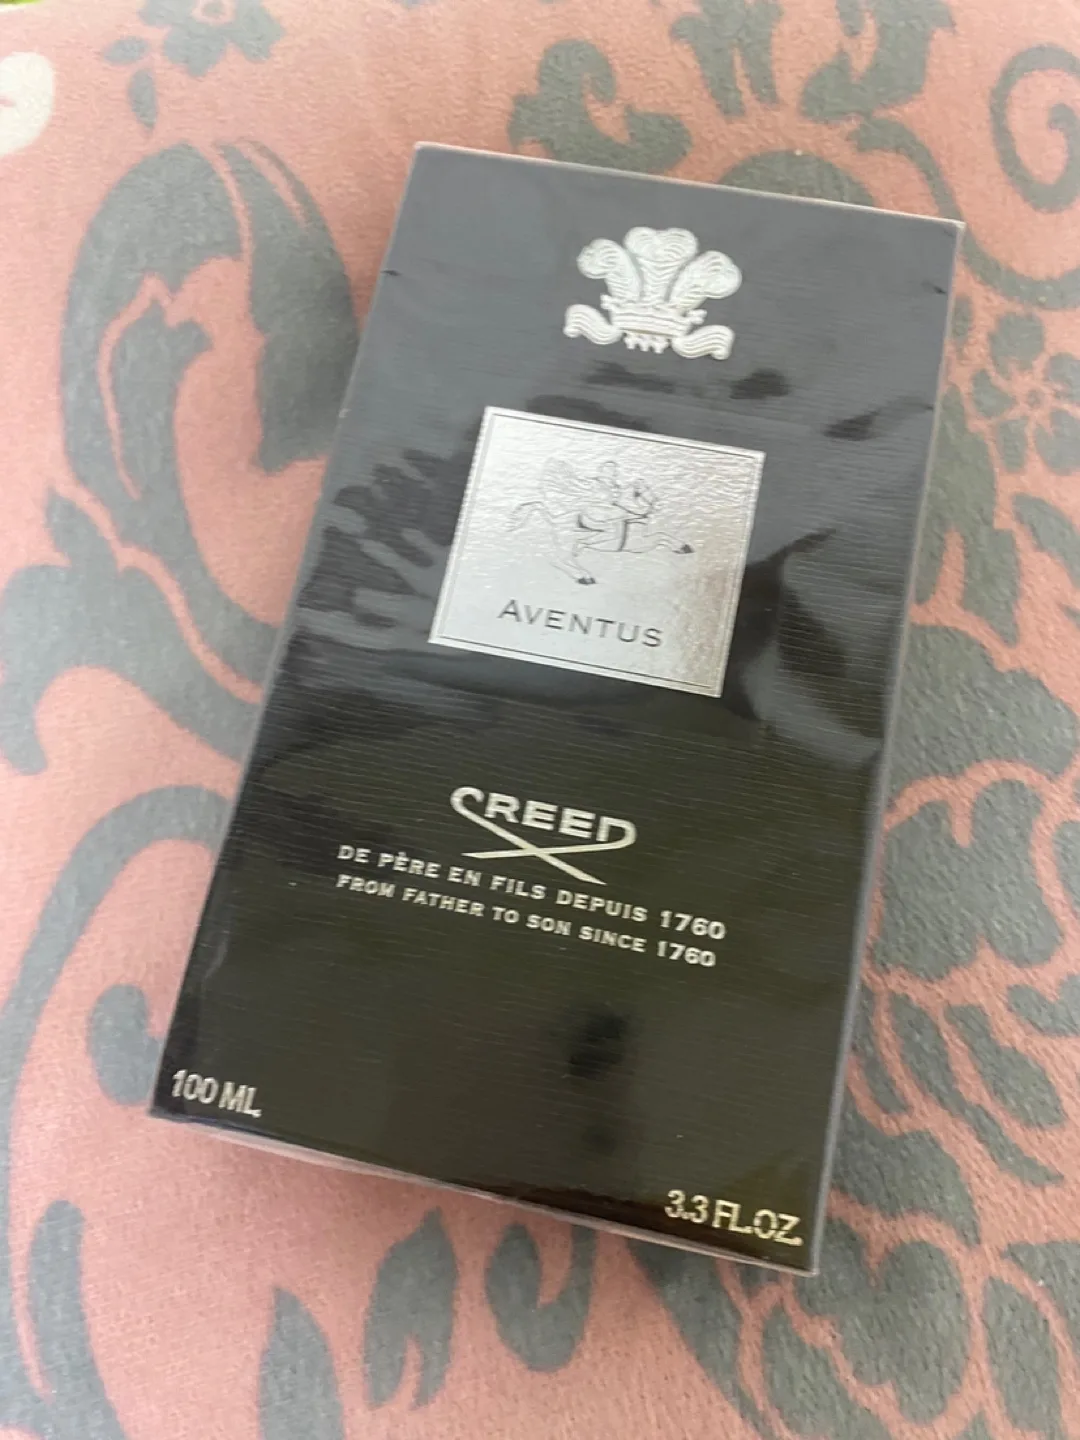 AVENTUS
CREED
DE PÈRE EN FILS DEPUIS 1760
FROM FATHER TO SON SINCE 1760
100 ML
3.3 FL.OZ.